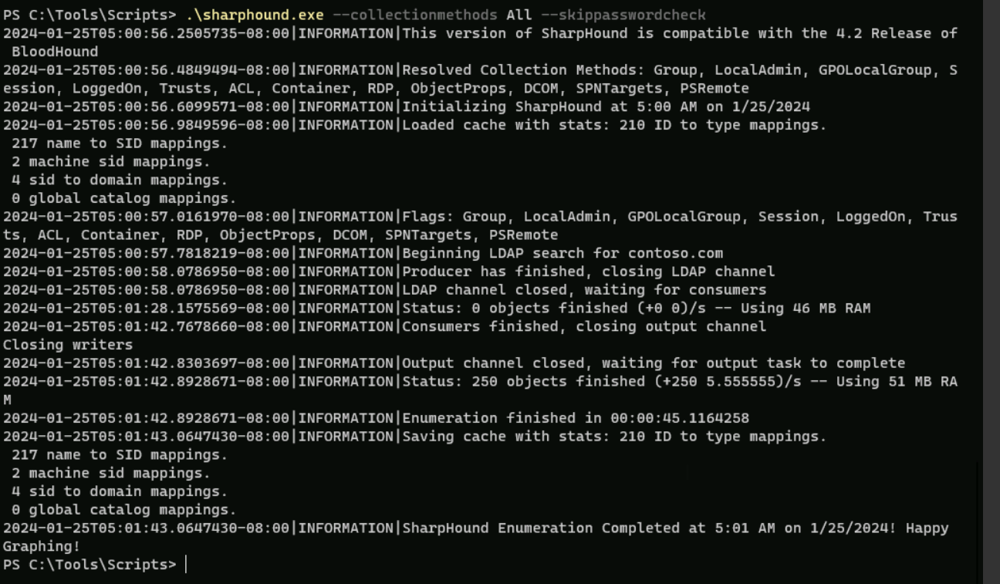 PS C:\Tools\Scripts> .\sharphound.exe --collectionmethods All --skippasswordcheck
2024-01-25T05:00:56.2505735-08:00|INFORMATION|This version of SharpHound is compatible with the 4.2 Release of
 BloodHound
2024-01-25T05:00:56.4849494-08:00|INFORMATION|Resolved Collection Methods: Group, LocalAdmin, GPOLocalGroup, S
ession, LoggedOn, Trusts, ACL, Container, RDP, ObjectProps, DCOM, SPNTargets, PSRemote
2024-01-25T05:00:56.6099571-08:00|INFORMATION|Initializing SharpHound at 5:00 AM on 1/25/2024
2024-01-25T05:00:56.9849596-08:00|INFORMATION|Loaded cache with stats: 210 ID to type mappings.
 217 name to SID mappings.
 2 machine sid mappings.
 4 sid to domain mappings.
 0 global catalog mappings.
2024-01-25T05:00:57.0161970-08:00|INFORMATION|Flags: Group, LocalAdmin, GPOLocalGroup, Session, LoggedOn, Trus
ts, ACL, Container, RDP, ObjectProps, DCOM, SPNTargets, PSRemote
2024-01-25T05:00:57.7818219-08:00|INFORMATION|Beginning LDAP search for contoso.com
2024-01-25T05:00:58.0786950-08:00|INFORMATION|Producer has finished, closing LDAP channel
2024-01-25T05:00:58.0786950-08:00|INFORMATION|LDAP channel closed, waiting for consumers
2024-01-25T05:01:28.1575569-08:00|INFORMATION|Status: 0 objects finished (+0 0)/s -- Using 46 MB RAM
2024-01-25T05:01:42.7678660-08:00|INFORMATION|Consumers finished, closing output channel
Closing writers
2024-01-25T05:01:42.8303697-08:00|INFORMATION|Output channel closed, waiting for output task to complete
2024-01-25T05:01:42.8928671-08:00|INFORMATION|Status: 250 objects finished (+250 5.555555)/s -- Using 51 MB RA
M
2024-01-25T05:01:42.8928671-08:00|INFORMATION|Enumeration finished in 00:00:45.1164258
2024-01-25T05:01:43.0647430-08:00|INFORMATION|Saving cache with stats: 210 ID to type mappings.
 217 name to SID mappings.
 2 machine sid mappings.
 4 sid to domain mappings.
 0 global catalog mappings.
2024-01-25T05:01:43.0647430-08:00|INFORMATION|SharpHound Enumeration Completed at 5:01 AM on 1/25/2024! Happy
Graphing!
PS C:\Tools\Scripts>